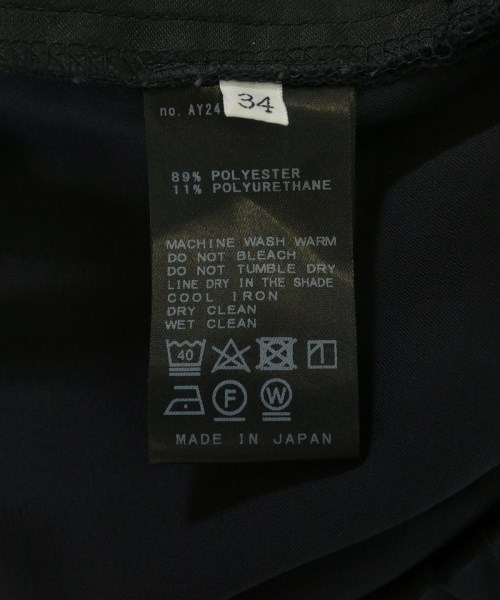 no. AY24
34
89% POLYESTER
11% POLYURETHANE
MACHINE WASH WARM
DO NOT BLEACH
DO NOT TUMBLE DRY
LINE DRY IN THE SHADE
COOL IRON
DRY CLEAN
WET CLEAN
40
F
W
MADE IN JAPAN